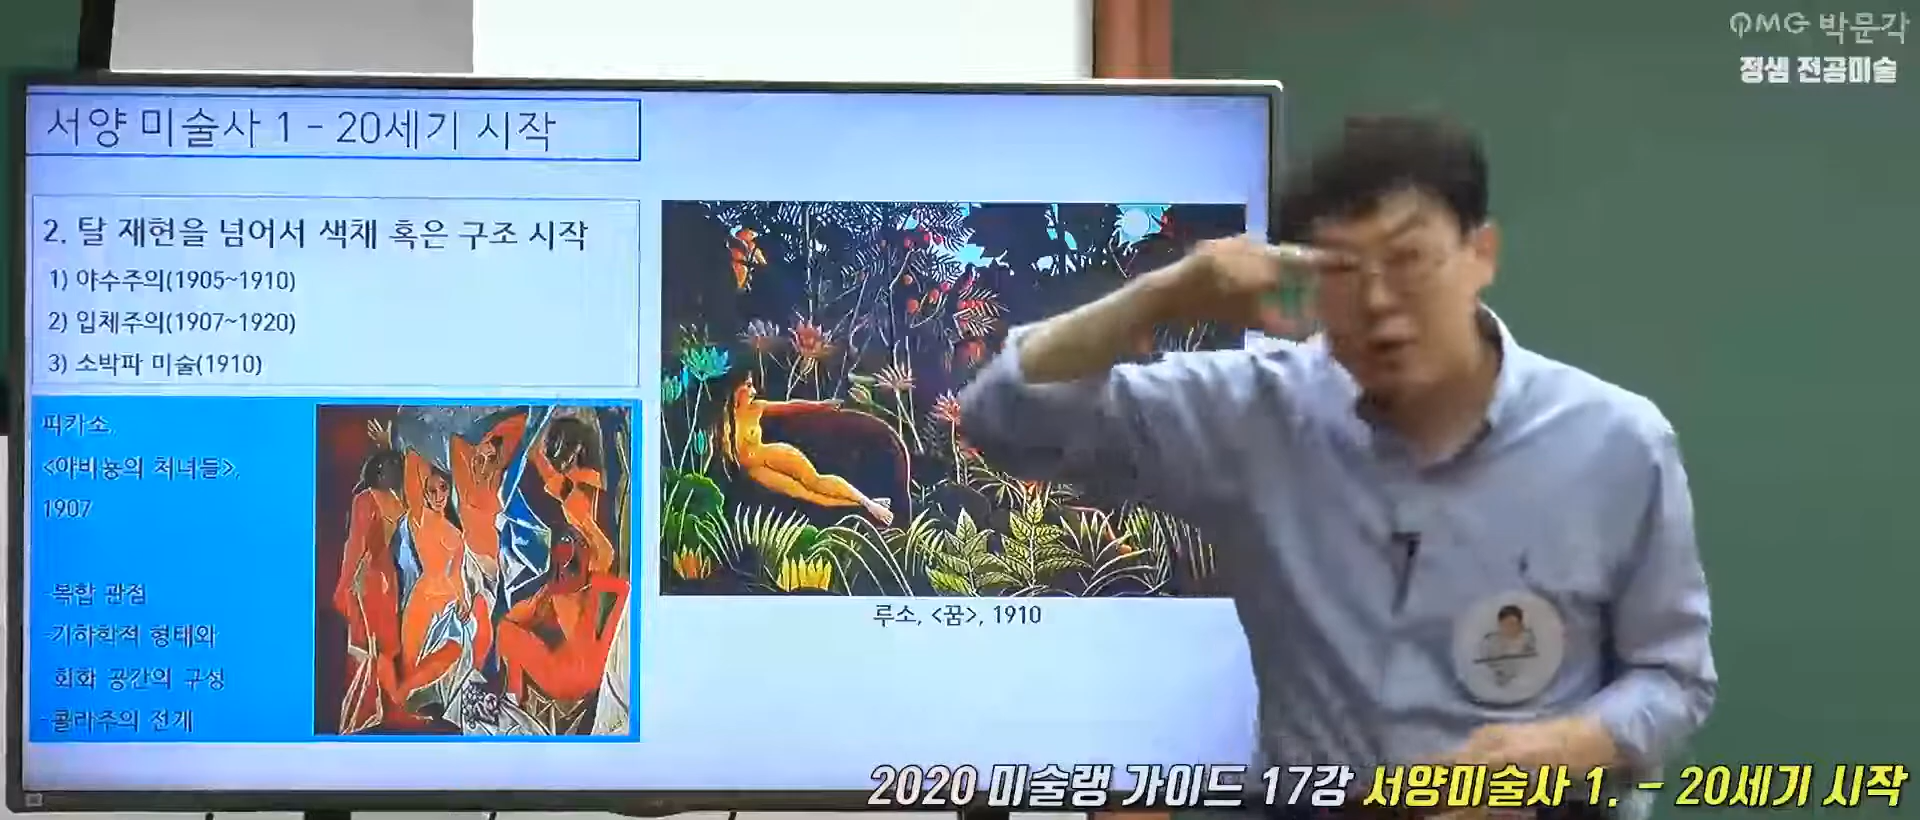 PMG 박문각
정샘 전공미술
서양 미술사 1 - 20세기 시작
2. 탈 재현을 넘어서 색채 혹은 구조 시작
1) 야수주의(1905~1910)
2) 입체주의(1907~1920)
3) 소박파 미술(1910)
피카소,
<아비뇽의 처녀들>,
1907
-복합 관점
-기하학적 형태와
회화 공간의 구성
-콜라주의 전개
루소, <꿈>, 1910
2020 미술랭 가이드 17강 서양미술사 1. - 20세기 시작